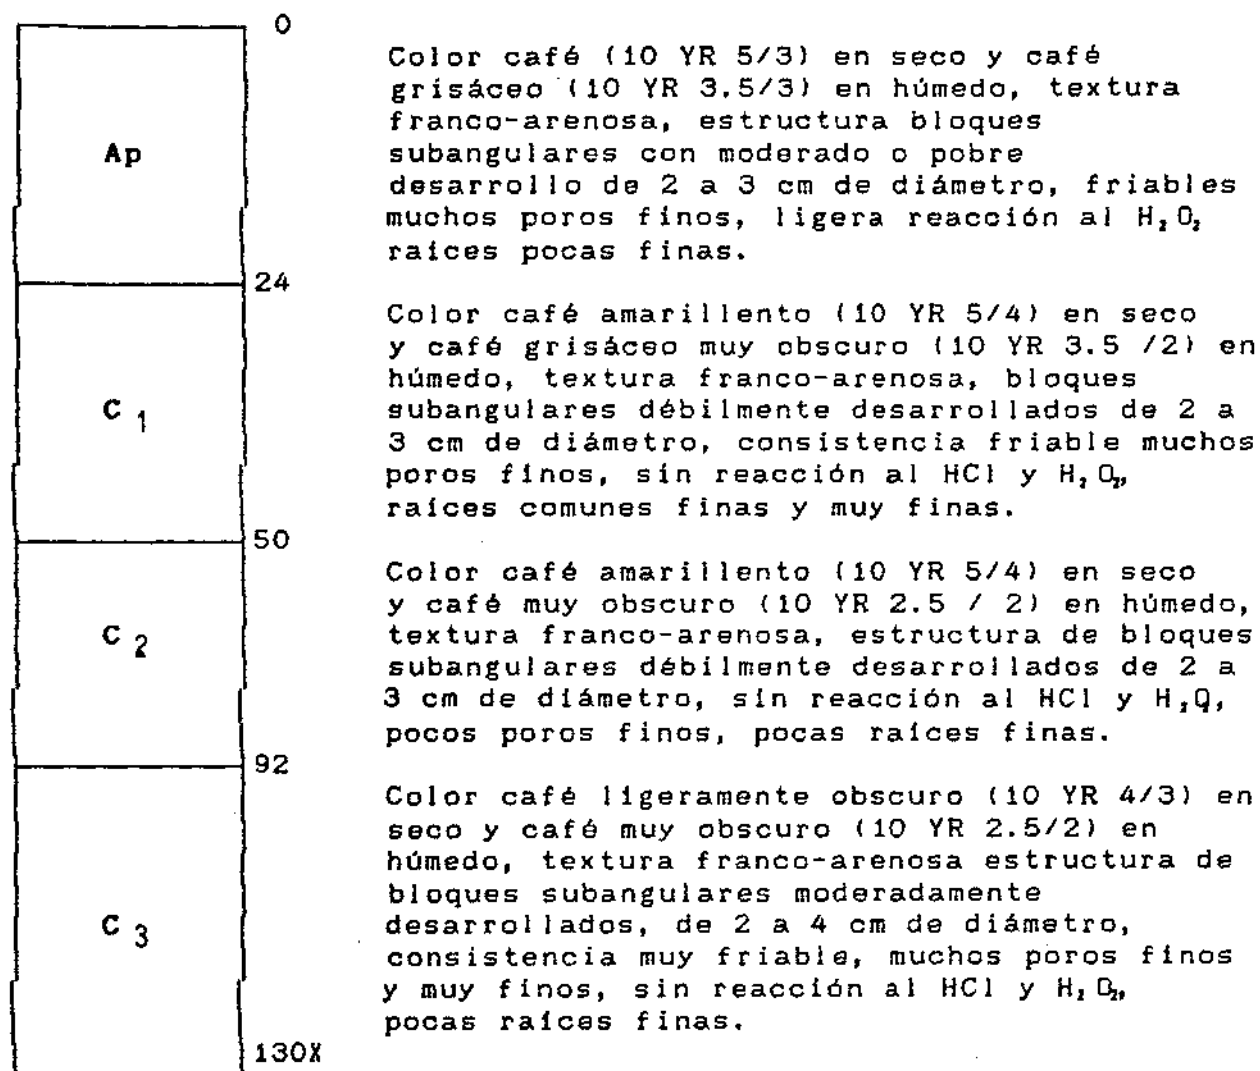 0
Color café (10 YR 5/3) en seco y café
grisáceo (10 YR 3.5/3) en húmedo, textura
franco-arenosa, estructura bloques
Ap
subangulares con moderado o pobre
desarrollo de 2 a 3 cm de diámetro, friables
muchos poros finos, ligera reacción al H₂O₂
raíces pocas finas.
24
Color café amarillento (10 YR 5/4) en seco
y café grisáceo muy obscuro (10 YR 3.5 /2) en
húmedo, textura franco-arenosa, bloques
C 1
subangulares débilmente desarrollados de 2 a
3 cm de diámetro, consistencia friable muchos
poros finos, sin reacción al HCl y H₂O₂,
raíces comunes finas y muy finas.
50
Color café amarillento (10 YR 5/4) en seco
y café muy obscuro (10 YR 2.5 / 2) en húmedo,
C 2
textura franco-arenosa, estructura de bloques
subangulares débilmente desarrollados de 2 a
3 cm de diámetro, sin reacción al HCl y H₂O₂,
pocos poros finos, pocas raíces finas.
92
Color café ligeramente obscuro (10 YR 4/3) en
seco y café muy obscuro (10 YR 2.5/2) en
húmedo, textura franco-arenosa estructura de
bloques subangulares moderadamente
C 3
desarrollados, de 2 a 4 cm de diámetro,
consistencia muy friable, muchos poros finos
y muy finos, sin reacción al HCl y H₂O₂,
pocas raíces finas.
130X